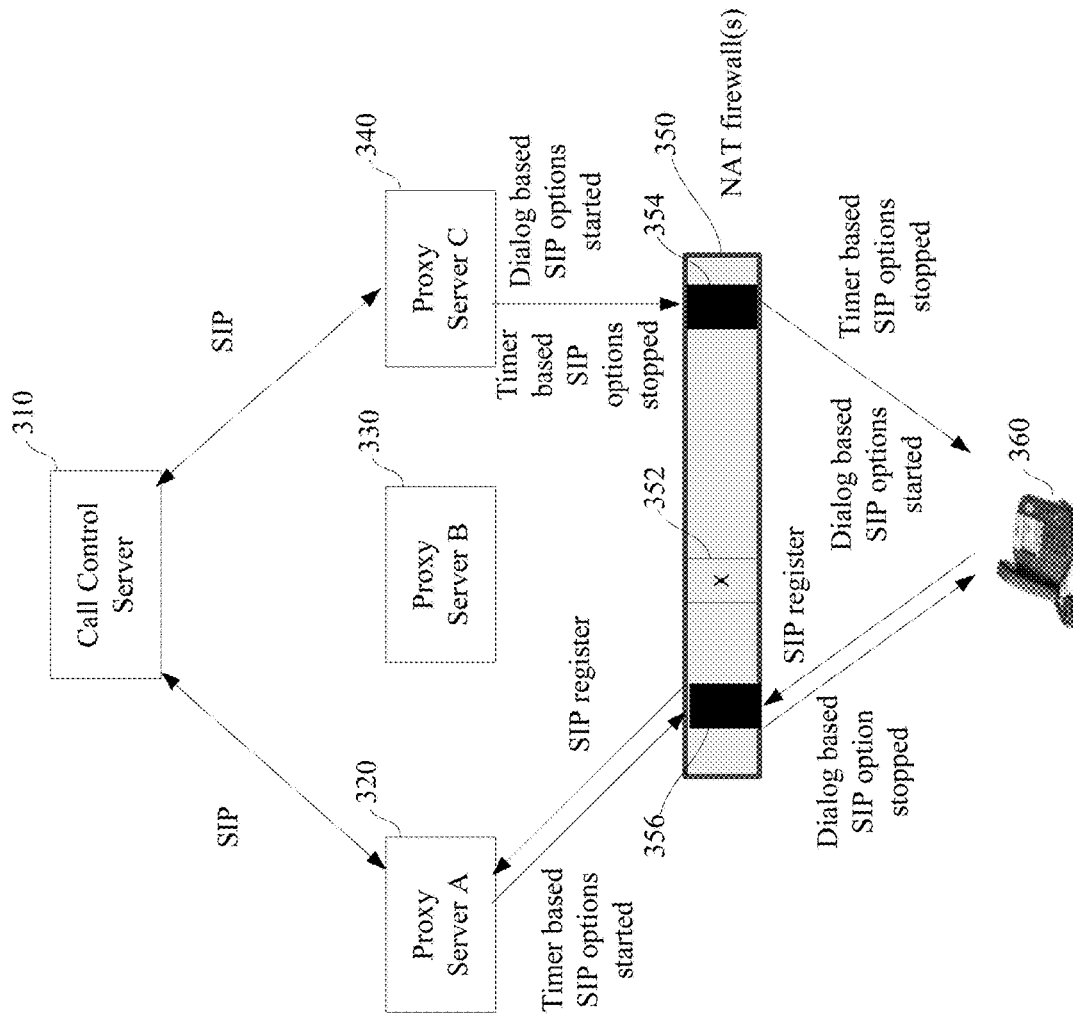 310
Call Control
Server
SIP
SIP
320
Proxy
Server A
330
Proxy
Server B
340
Proxy
Server C
Timer based
SIP options
started
SIP register
Timer
based
SIP
options
stopped
Dialog based
SIP options
started
356
352
x
354
350
NAT firewall(s)
Dialog based
SIP option
stopped
SIP register
Dialog based
SIP options
started
Timer based
SIP options
stopped
360